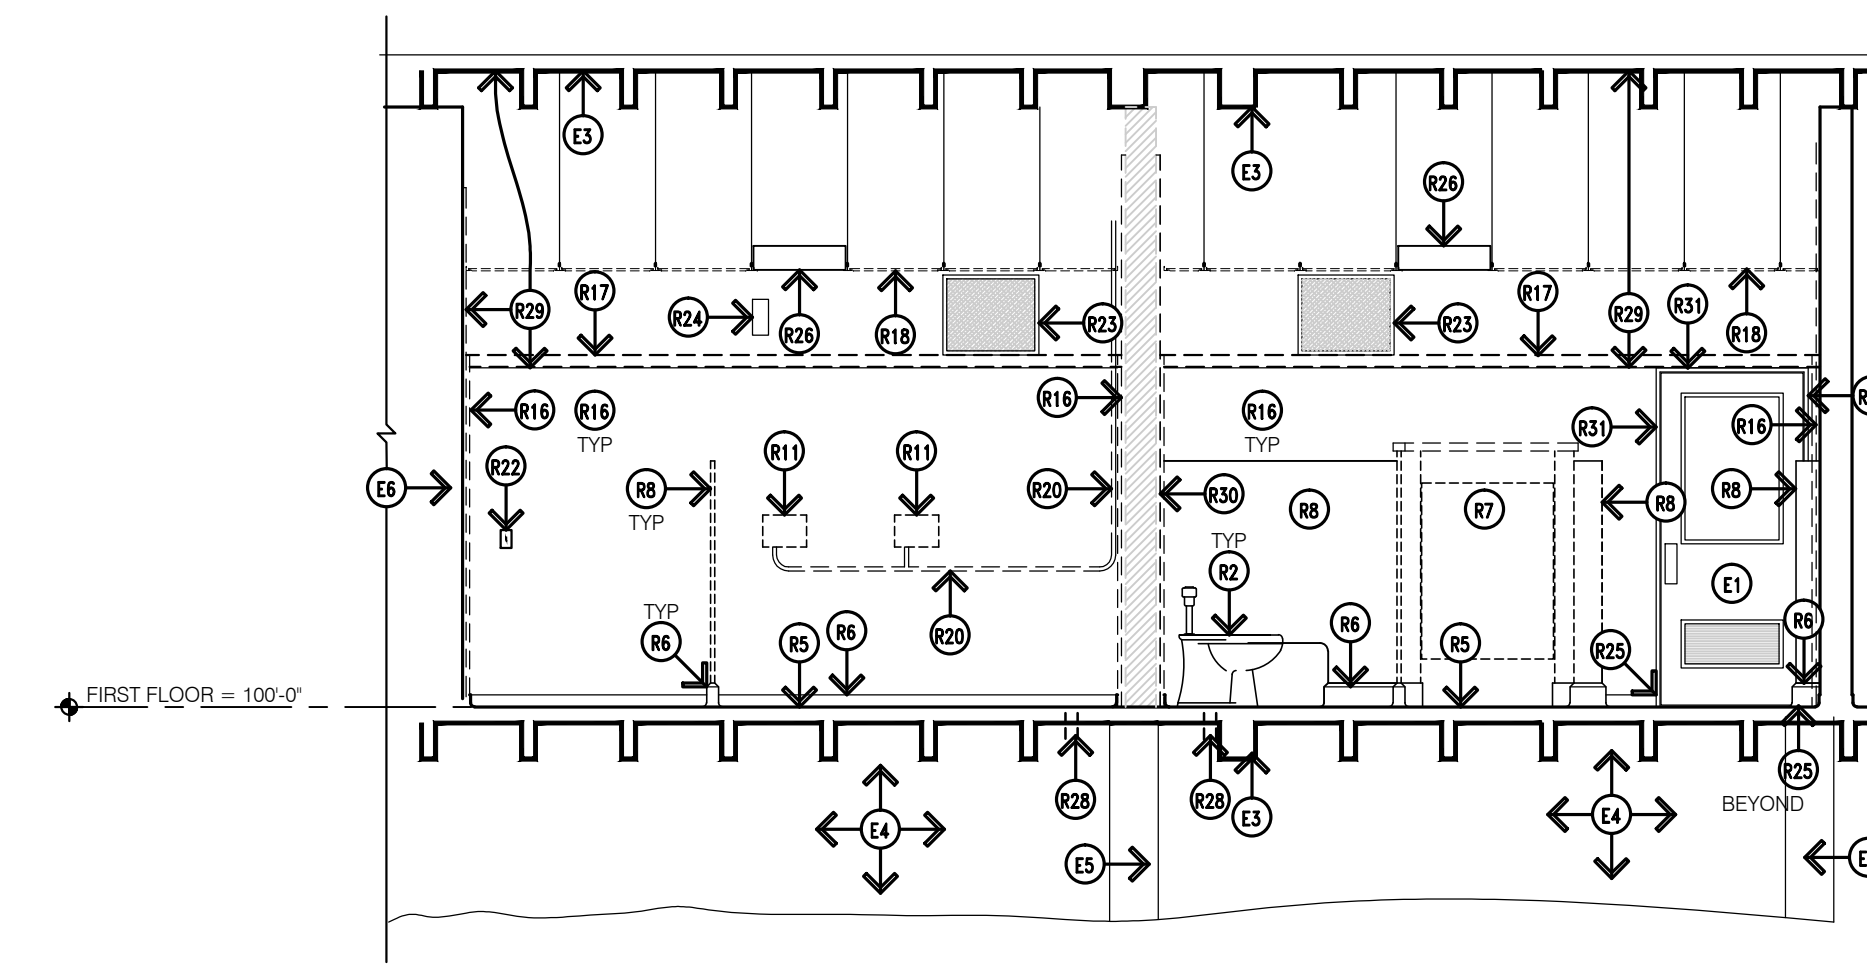 E3
E3
R26
R29
R17
R24
R26
R18
R23
R23
R17
R29
R31
R18
R16
R16
TYP
R16
R16
TYP
R31
R16
R22
E6
R8
TYP
R11
R11
R20
R30
R8
R7
R8
R8
TYP
R2
E1
TYP
R6
R5
R6
R20
R6
R5
R25
R6
FIRST FLOOR = 100'-0"
R28
R28
E3
R25
BEYOND
E4
E4
E5